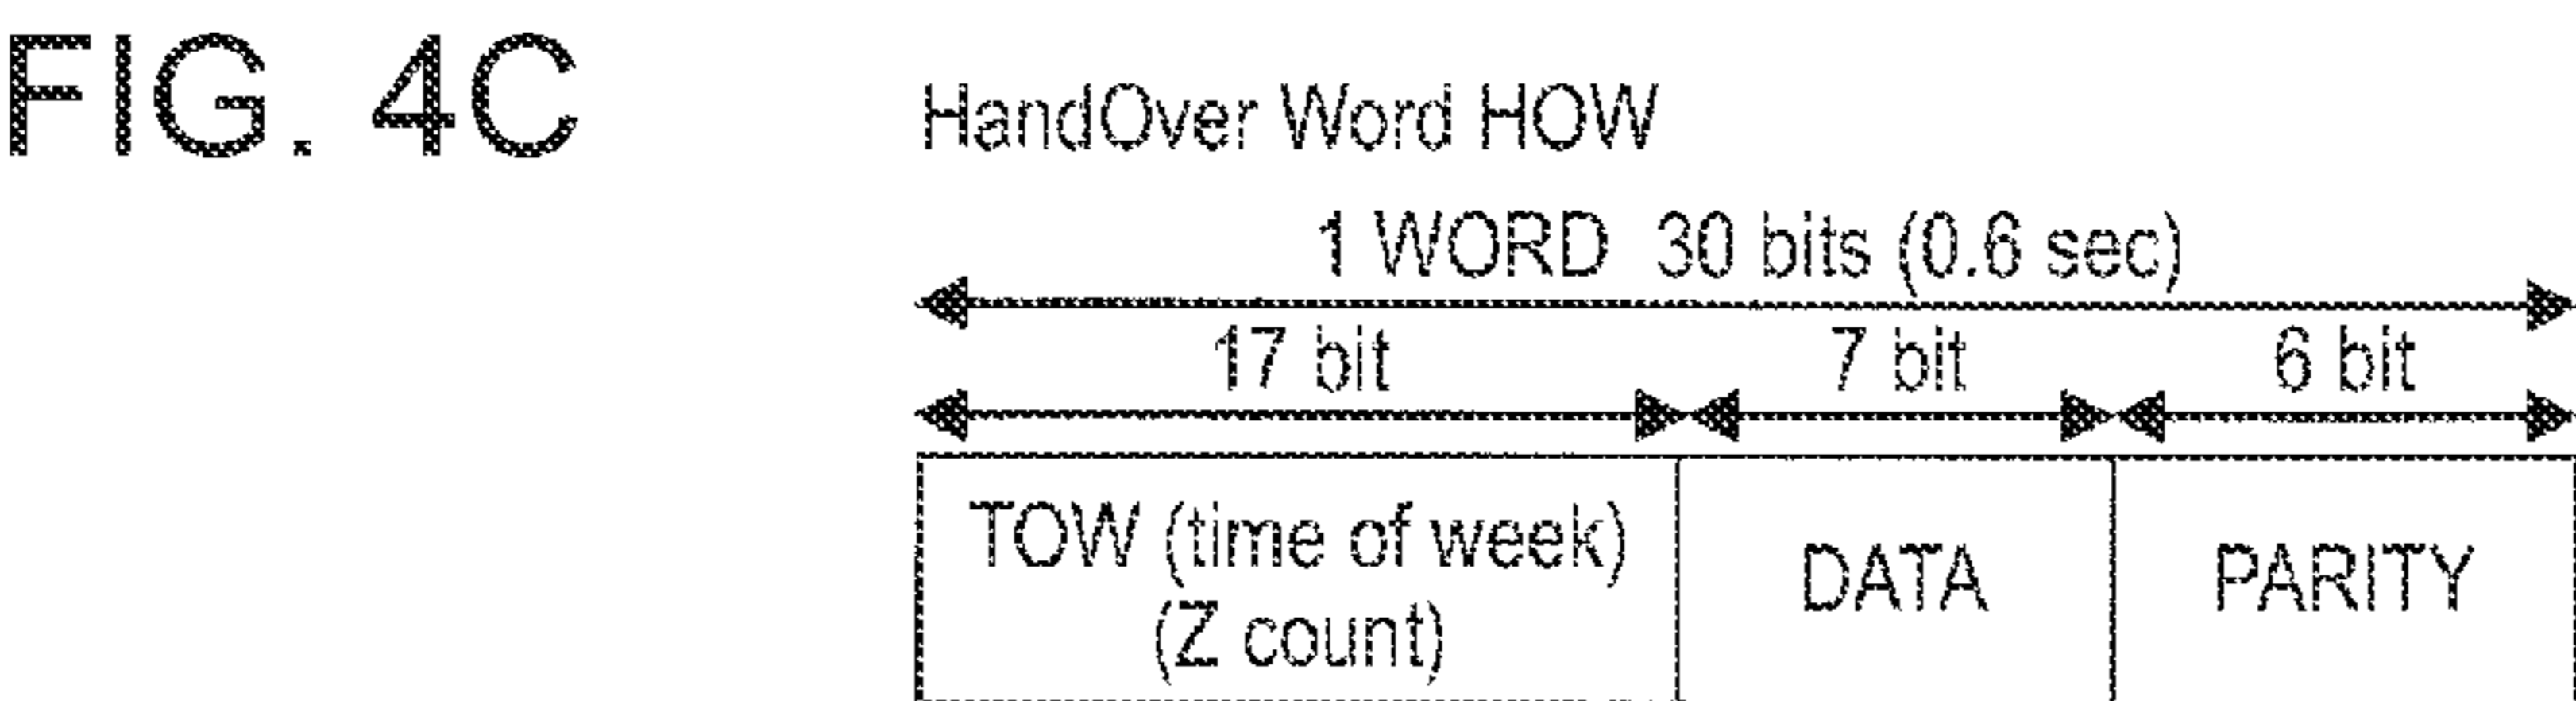 FIG. 4C
HandOver Word HOW
1 WORD 30 bits (0.6 sec)
17 bit 7 bit 6 bit
TOW (time of week)
(Z count)
DATA
PARITY